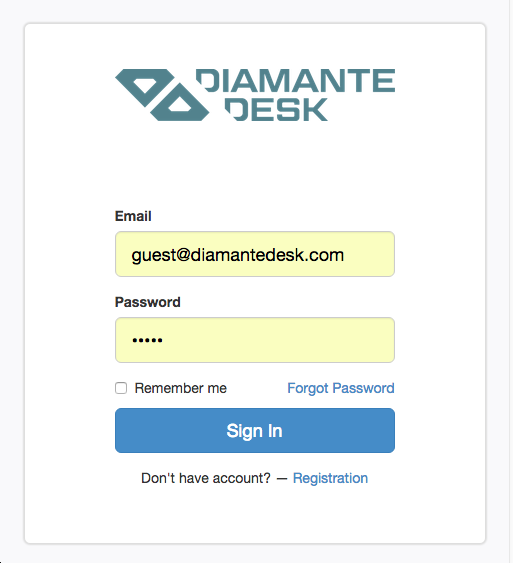 DIAMANTE
DESK
Email
guest@diamantedesk.com
Password
•••••
Remember me Forgot Password
Sign In
Don't have account? — Registration